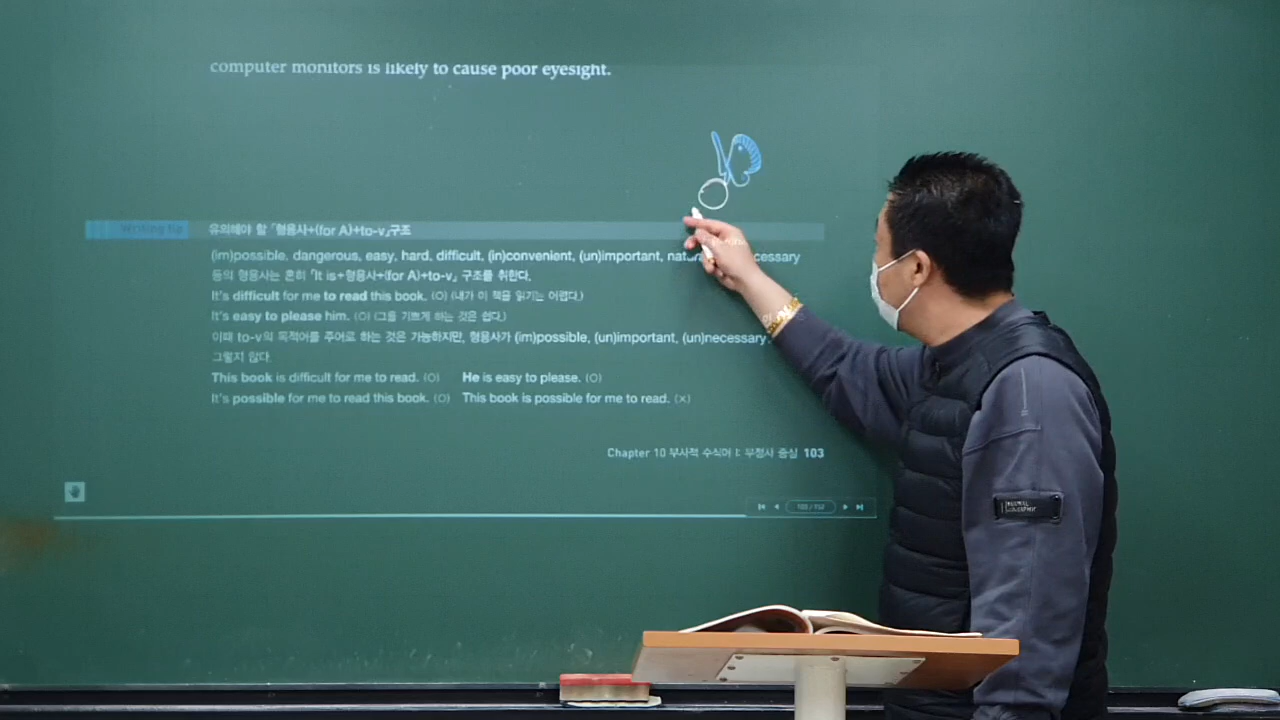 computer monitors is likely to cause poor eyesight.
Writing tip 유의해야 할 「형용사+(for A)+to-v」구조
(im)possible, dangerous, easy, hard, difficult, (in)convenient, (un)important, cessary
등의 형용사는 흔히 「It is+형용사+(for A)+to-v」 구조를 취한다.
It's difficult for me to read this book. (O) (내가 이 책을 읽기는 어렵다.)
It's easy to please him. (O) (그를 기쁘게 하는 것은 쉽다.)
이때 to-v의 목적어를 주어로 하는 것은 가능하지만, 형용사가 (im)possible, (un)important, (un)necessary
그렇지 않다.
This book is difficult for me to read. (O) He is easy to please. (O)
It's possible for me to read this book. (O) This book is possible for me to read. (×)
Chapter 10 부사적 수식어 I: 부정사 중심 103